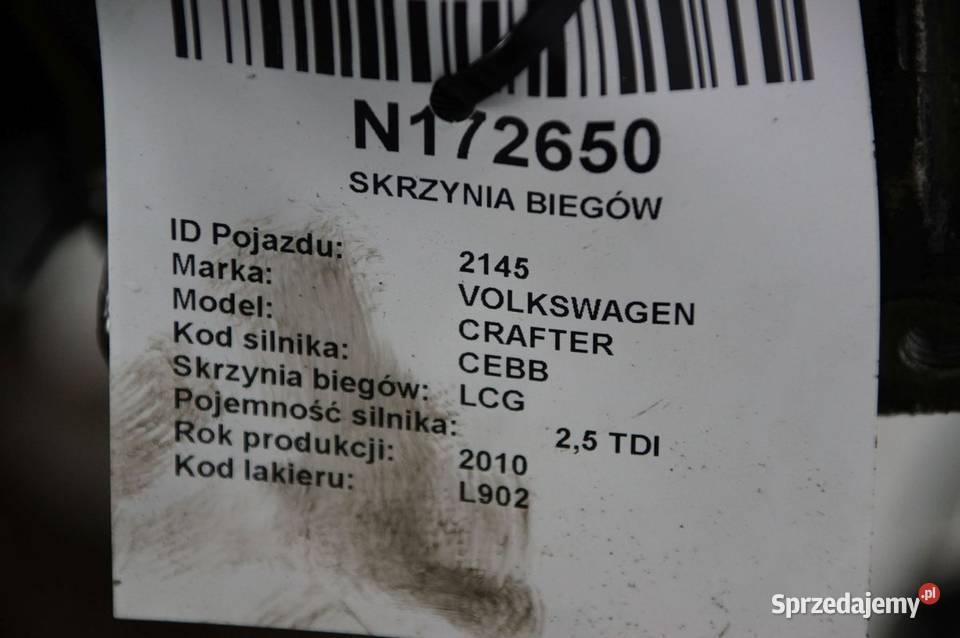 N172650
SKRZYNIA BIEGÓW
ID Pojazdu: 2145
Marka: VOLKSWAGEN
Model: CRAFTER
Kod silnika: CEBB
Skrzynia biegów: LCG
Pojemność silnika: 2,5 TDI
Rok produkcji: 2010
Kod lakieru: L902
Sprzedajemy.pl